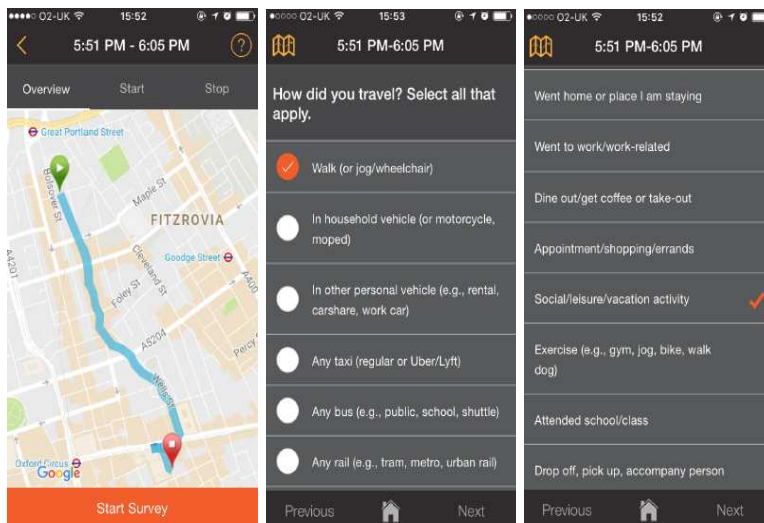 O2-UK 15:52
5:51 PM - 6:05 PM
?
Overview Start Stop
Great Portland Street
Bolsover St
Maple St
FITZROVIA
Goodge Street
Cleveland St
A4201
Foley St
A400
A5204
Percy
Wells St
Oxford Circus
Google
Start Survey
O2-UK 15:53
5:51 PM-6:05 PM
How did you travel? Select all that
apply.
Walk (or jog/wheelchair)
In household vehicle (or motorcycle,
moped)
In other personal vehicle (e.g., rental,
carshare, work car)
Any taxi (regular or Uber/Lyft)
Any bus (e.g., public, school, shuttle)
Any rail (e.g., tram, metro, urban rail)
Previous Next
O2-UK 15:52
5:51 PM-6:05 PM
Went home or place I am staying
Went to work/work-related
Dine out/get coffee or take-out
Appointment/shopping/errands
Social/leisure/vacation activity
Exercise (e.g., gym, jog, bike, walk
dog)
Attended school/class
Drop off, pick up, accompany person
Previous Next